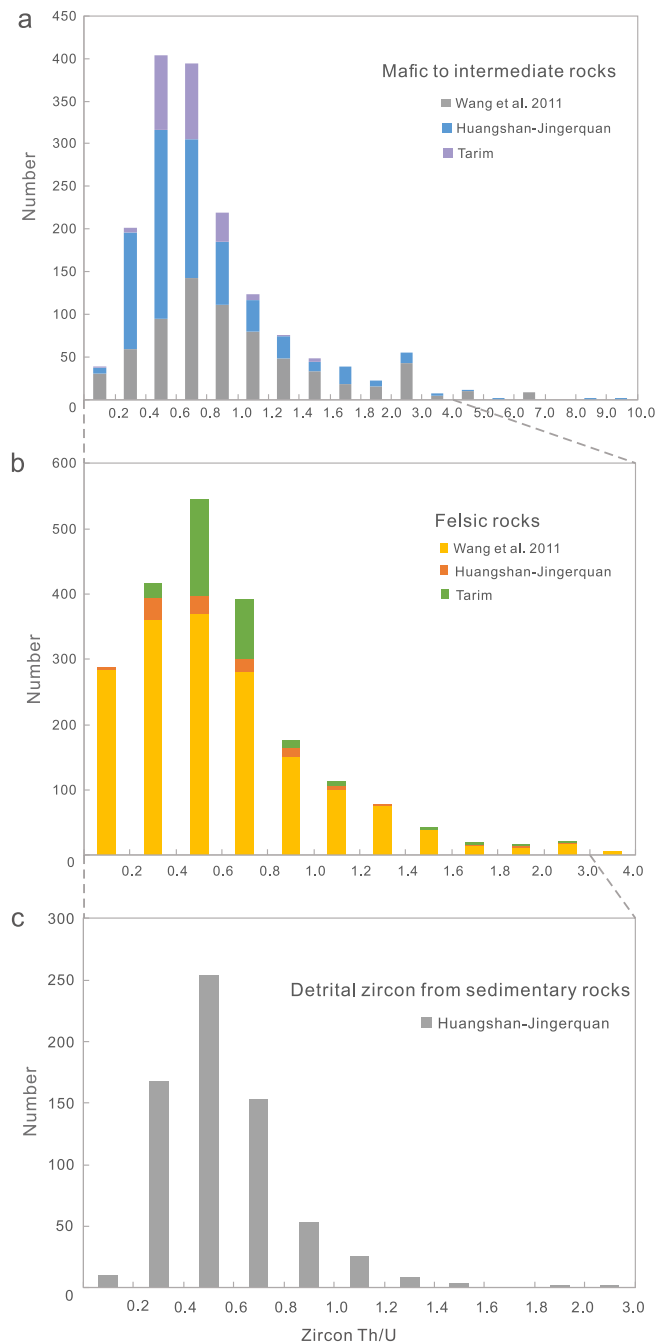 a
450
400
350
300
250
200
150
100
50
0
Number
Mafic to intermediate rocks
Wang et al. 2011
Huangshan-Jingerquan
Tarim
0.2 0.4 0.6 0.8 1.0 1.2 1.4 1.6 1.8 2.0 3.0 4.0 5.0 6.0 7.0 8.0 9.0 10.0
b
600
500
400
300
200
100
0
Number
Felsic rocks
Wang et al. 2011
Huangshan-Jingerquan
Tarim
0.2 0.4 0.6 0.8 1.0 1.2 1.4 1.6 1.8 2.0 3.0 4.0
c
300
250
200
150
100
50
0
Number
Detrital zircon from sedimentary rocks
Huangshan-Jingerquan
0.2 0.4 0.6 0.8 1.0 1.2 1.4 1.6 1.8 2.0 3.0
Zircon Th/U